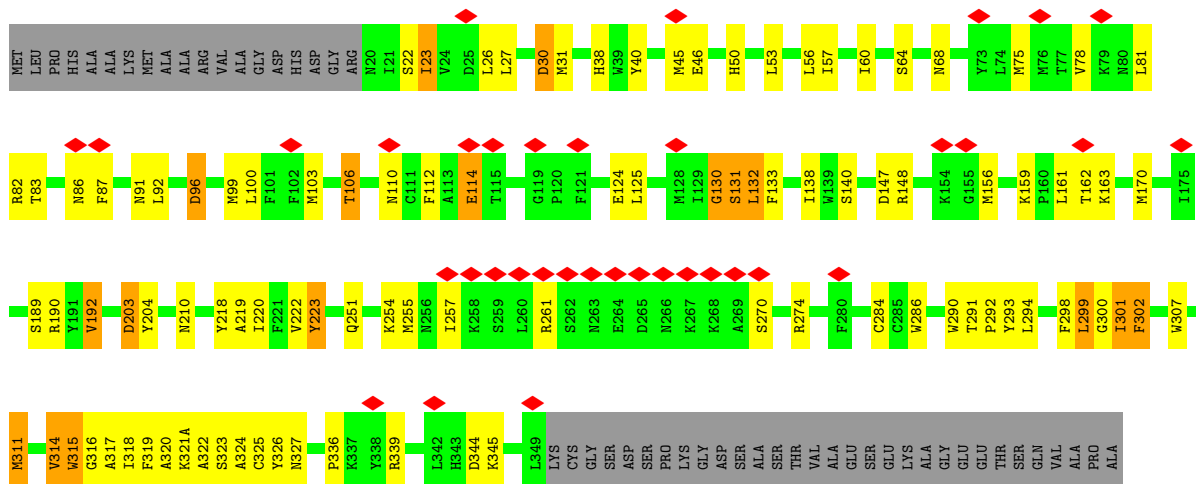 MET LEU PRO HIS ALA ALA LYS MET ALA ALA ARG VAL ALA GLY ASP HIS ASP GLY ARG N20 I21 S22 I23 V24 D25 L26 L27 D30 M31 H38 W39 Y40 M45 E46 H50 L53 L56 I57 I60 S64 N68 Y73 L74 M75 M76 T77 V78 K79 N80 L81
R82 T83 N86 F87 N91 L92 D96 M99 L100 F101 F102 M103 T106 N110 C111 F112 A113 E114 T115 G119 P120 F121 E124 L125 M128 I129 G130 S131 L132 F133 I138 W139 S140 D147 R148 K154 G155 M156 K159 P160 L161 T162 K163 M170 I175
S189 R190 Y191 V192 D203 Y204 N210 Y218 A219 I220 F221 V222 Y223 Q251 K254 M255 N256 I257 K258 S259 L260 R261 S262 N263 E264 D265 N266 K267 K268 A269 S270 R274 F280 C284 C285 W286 W290 T291 P292 Y293 L294 F298 L299 G300 I301 F302 W307
M311 V314 W315 G316 A317 I318 F319 A320 K321A A322 S323 A324 C325 Y326 N327 P336 K337 Y338 R339 L342 H343 D344 K345 L349 LYS CYS GLY SER ASP SER PRO LYS GLY ASP SER ALA SER THR VAL ALA GLU SER GLU LYS ALA GLY GLU GLU THR SER GLN VAL ALA PRO ALA